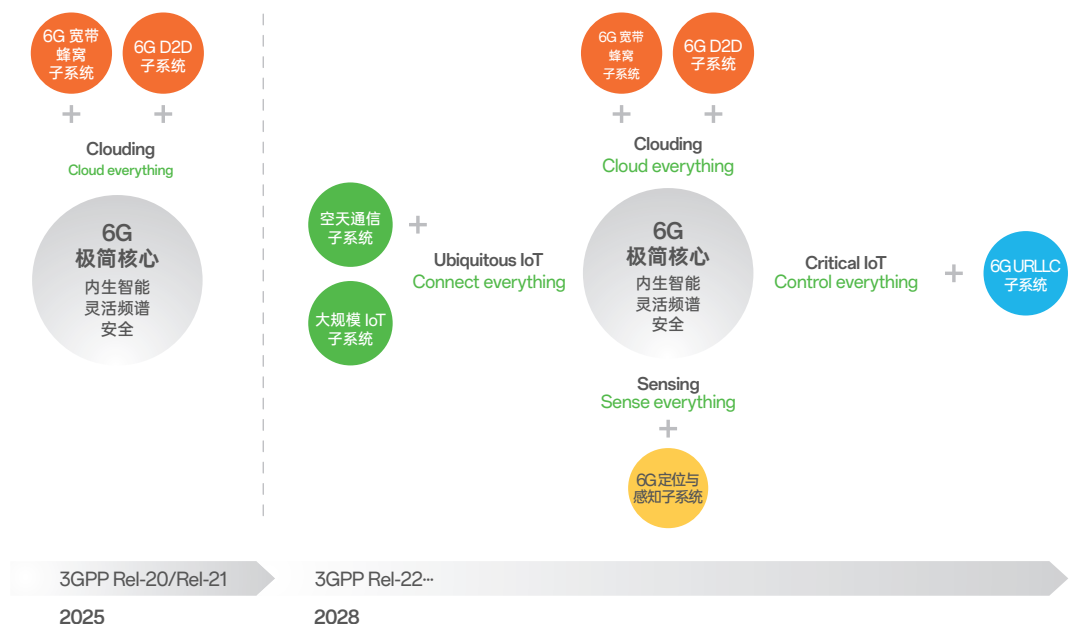 6G 宽带
蜂窝
子系统
6G D2D
子系统
Clouding
Cloud everything
6G
极简核心
内生智能
灵活频谱
安全
6G 宽带
蜂窝
子系统
6G D2D
子系统
Clouding
Cloud everything
空天通信
子系统
大规模 IoT
子系统
Ubiquitous IoT
Connect everything
6G
极简核心
内生智能
灵活频谱
安全
Critical IoT
Control everything
6G URLLC
子系统
Sensing
Sense everything
6G 定位与
感知子系统
3GPP Rel-20/Rel-21
3GPP Rel-22···
2025
2028